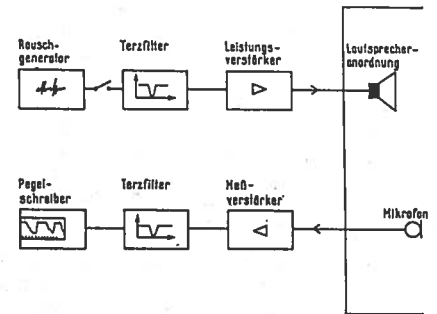 Rausch-
generator
Terzfilter
Leistungs-
verstärker
Lautsprecher-
anordnung
Pegel-
schreiber
Terzfilter
Meß-
verstärker
Mikrofon